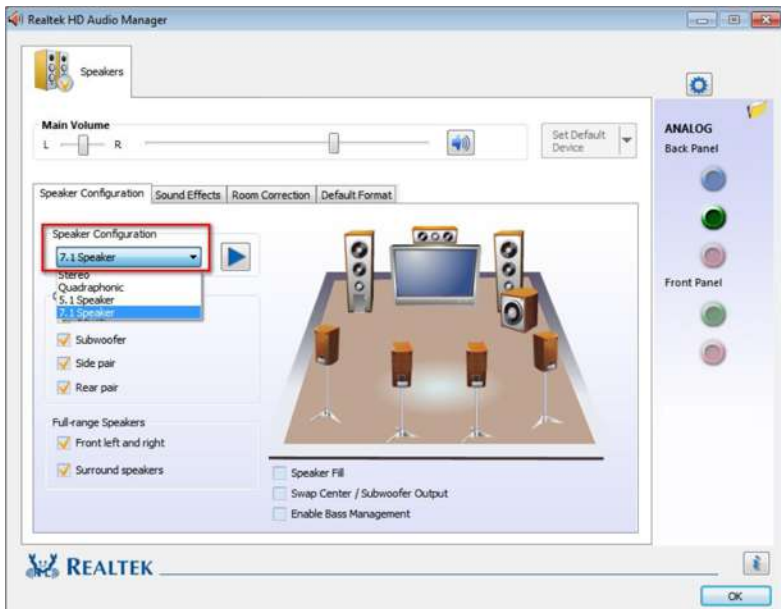 Realtek HD Audio Manager
Speakers
Main Volume
L
R
Set Default
Device
ANALOG
Back Panel
Speaker Configuration
Sound Effects
Room Correction
Default Format
Speaker Configuration
7.1 Speaker
Stereo
Quadraphonic
5.1 Speaker
7.1 Speaker
Subwoofer
Side pair
Rear pair
Full-range Speakers
Front left and right
Surround speakers
Speaker Fill
Swap Center / Subwoofer Output
Enable Bass Management
Front Panel
REALTEK
OK